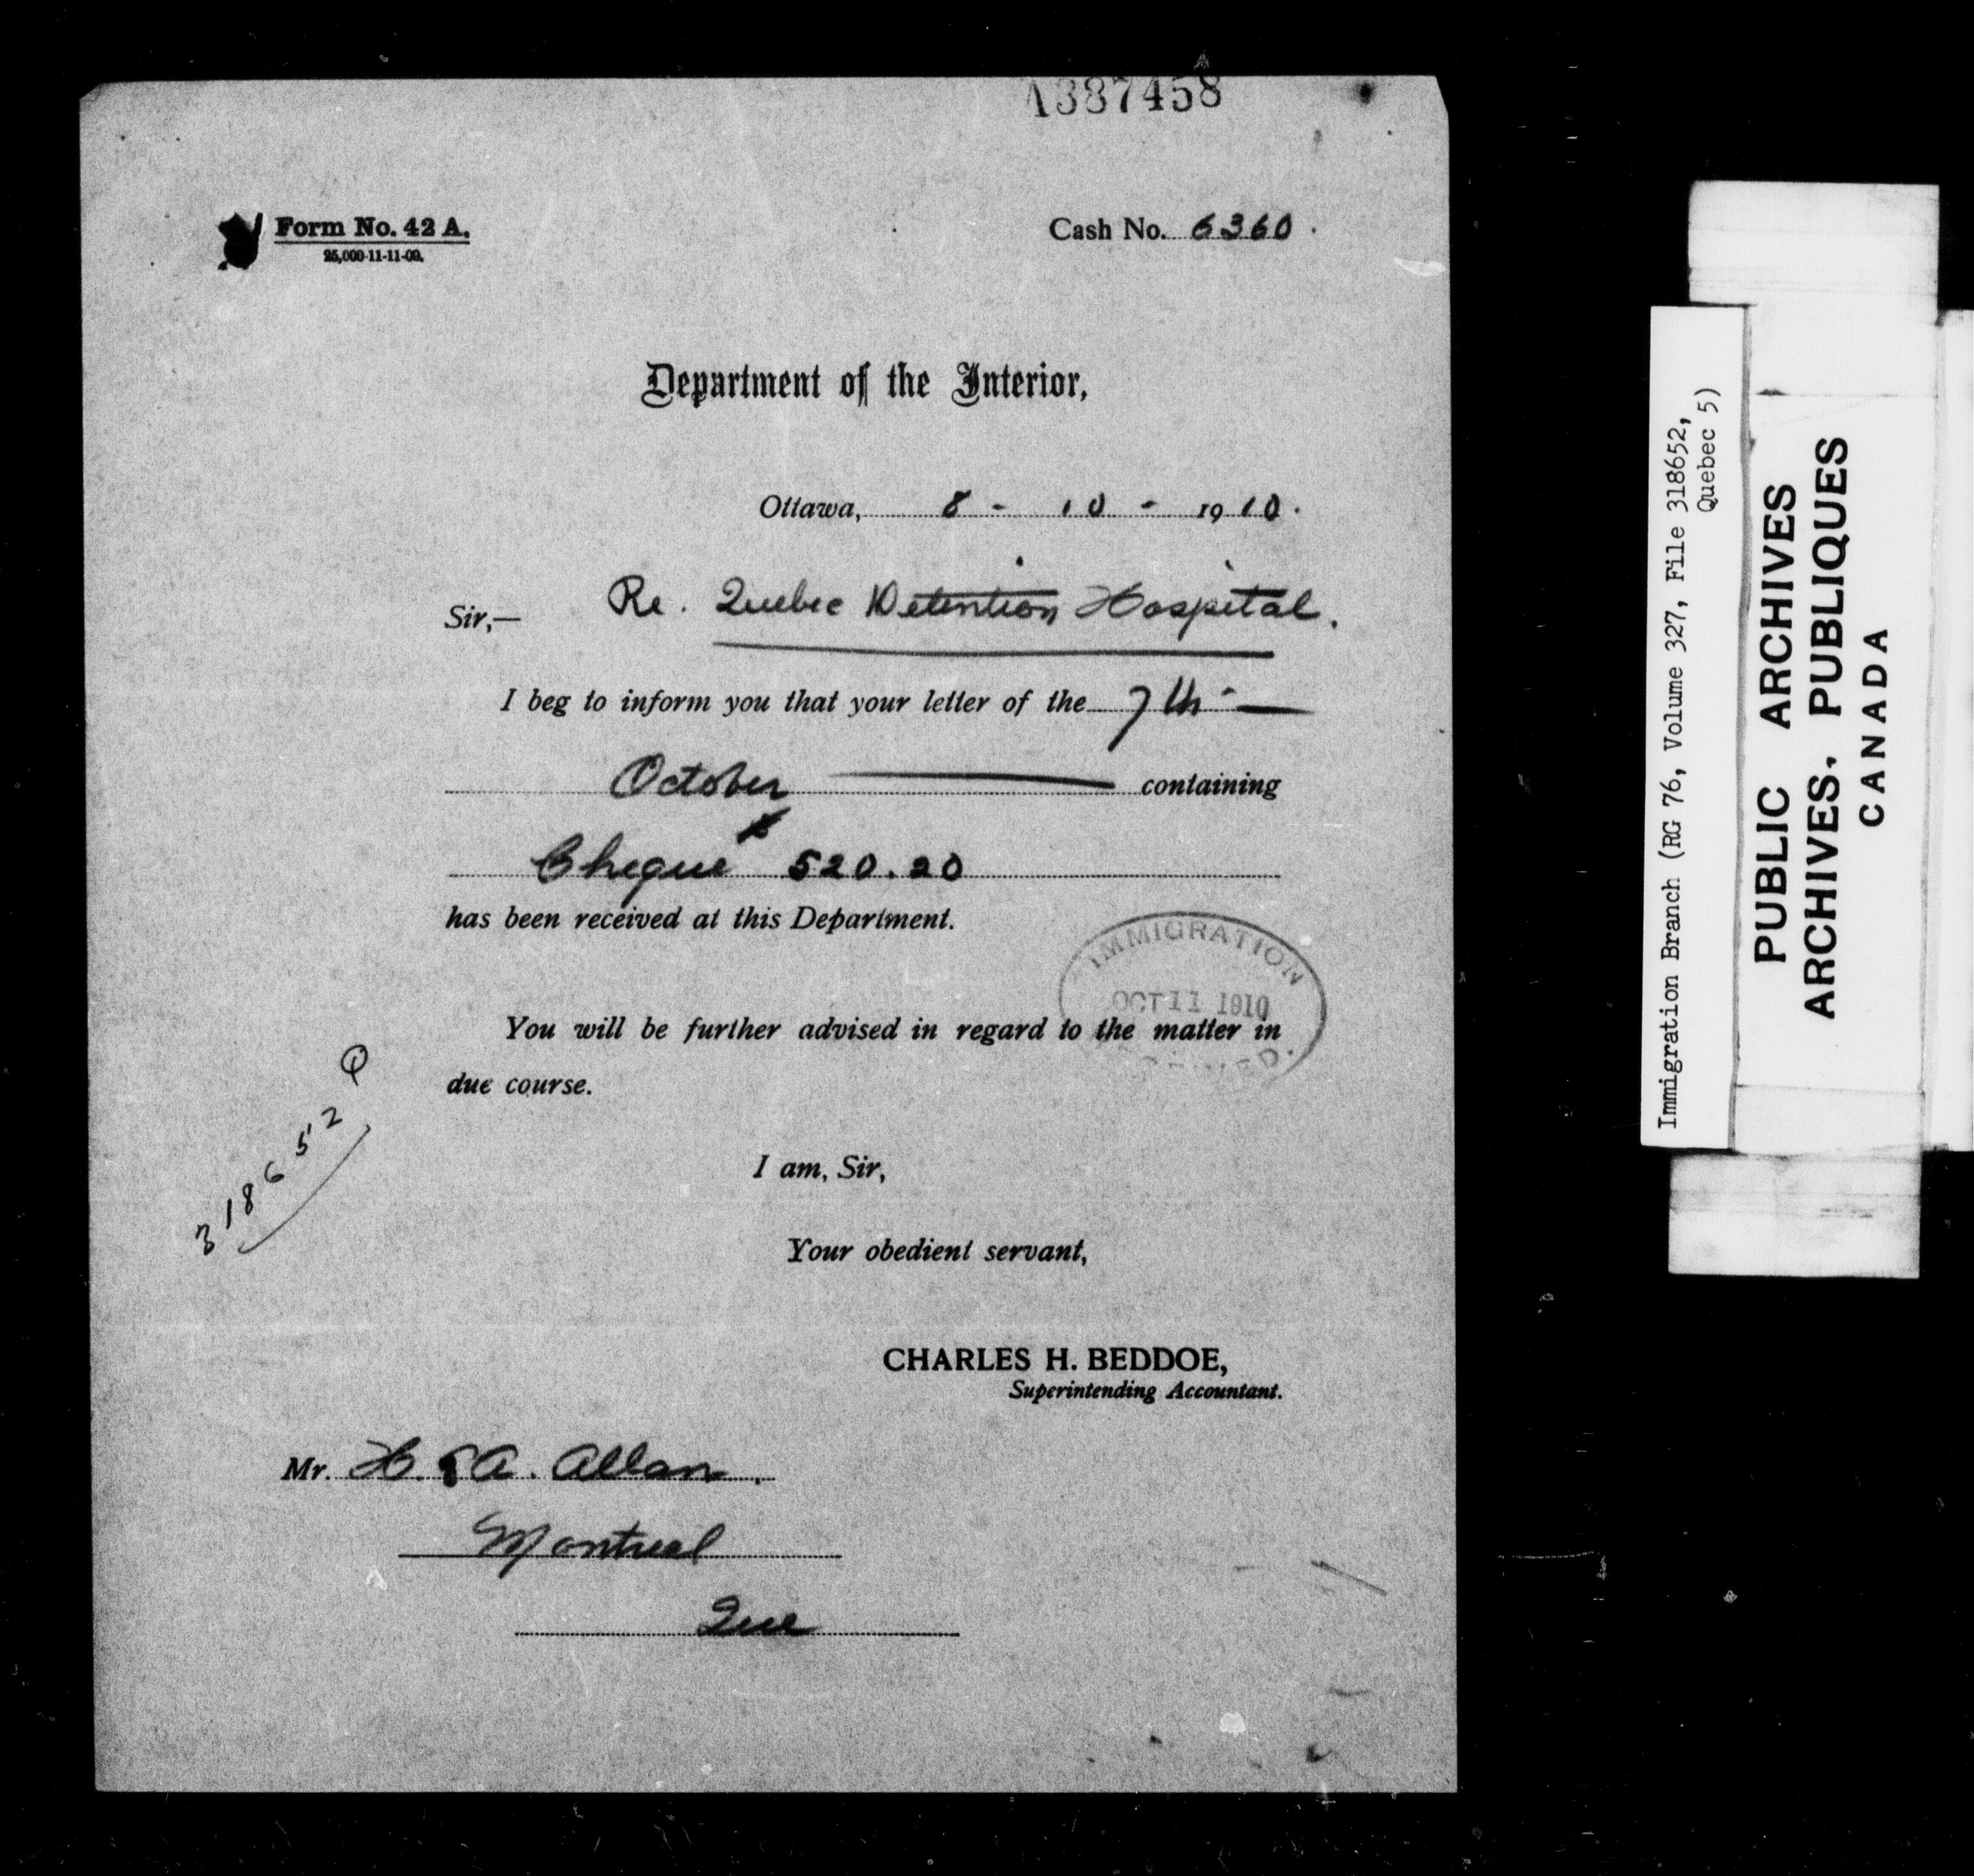 1387458
Form No. 42 A.
25,000-11-11-09.
Cash No. 6360.
Department of the Interior,
Ottawa, 8 - 10 - 1910.
Sir,— Re. Quebec Detention Hospital.
I beg to inform you that your letter of the 7th
October containing
Cheque 520.20
has been received at this Department.
IMMIGRATION
OCT 11 1910
You will be further advised in regard to the matter in
due course.
318652 Q
I am, Sir,
Your obedient servant,
CHARLES H. BEDDOE,
Superintending Accountant.
Mr. H. & A. Allan.
Montreal
Que
Immigration Branch (RG 76, Volume 327, File 318652,
Quebec 5)
PUBLIC ARCHIVES
ARCHIVES PUBLIQUES
CANADA